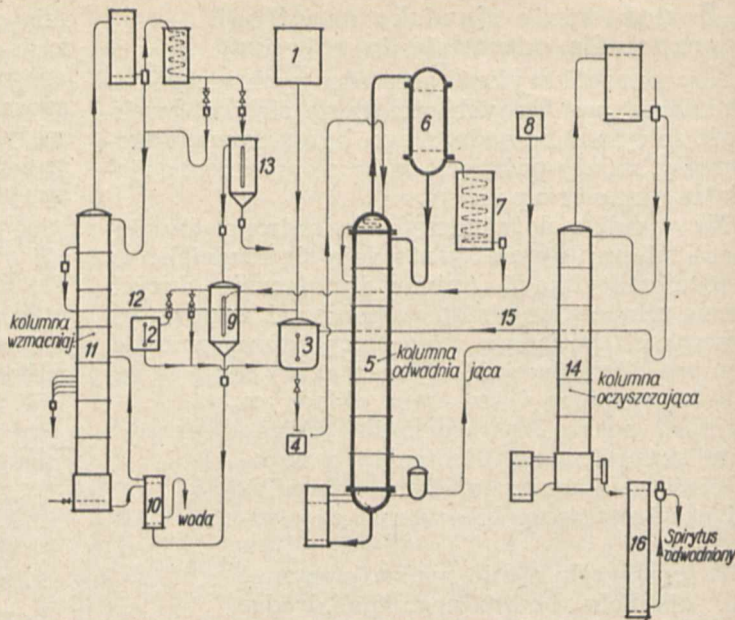 1
6
8
13
7
12
15
kolumna
wzmacniaj.
11
2
9
3
5
kolumna
odwadnia jąca
14
kolumna
oczyszczająca
4
10
woda
16
Spirytus
odwodniony